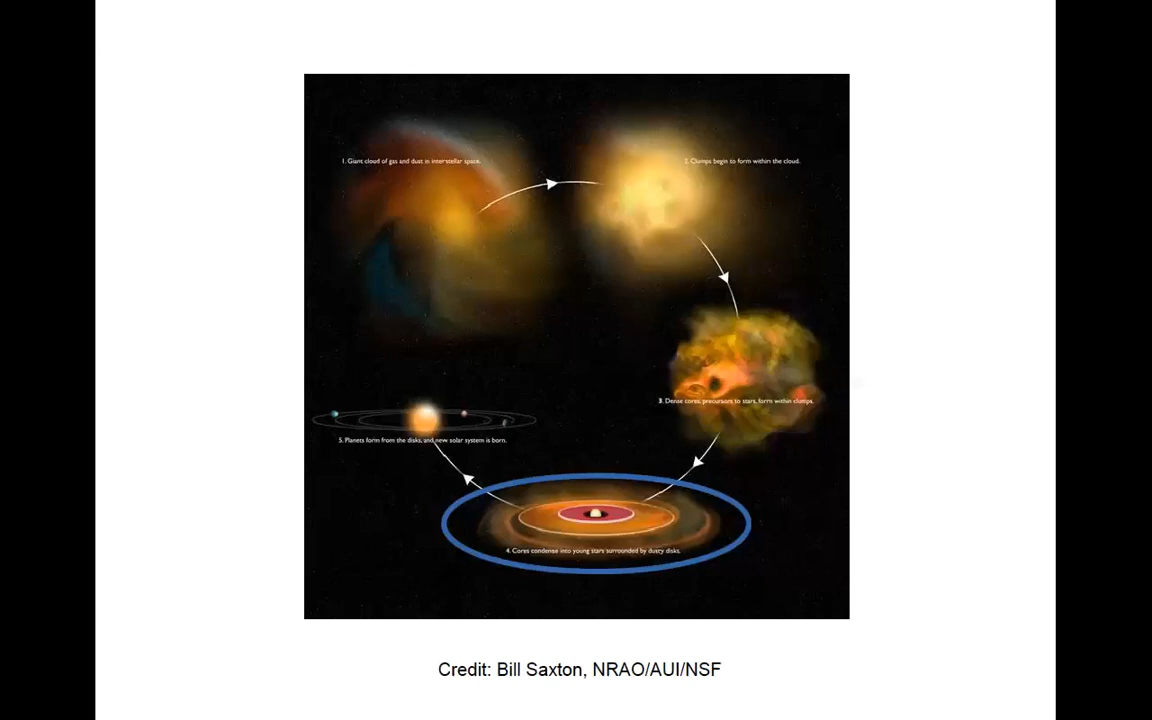 1. Giant cloud of gas and dust in interstellar space.
2. Clumps begin to form within the cloud.
3. Dense cores, precursors to stars, form within clumps.
5. Planets form from the disks, and new solar system is born.
4. Cores condense into young stars surrounded by dusty disks.
Credit: Bill Saxton, NRAO/AUI/NSF